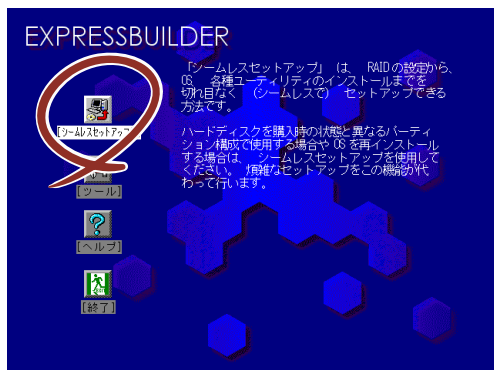 EXPRESSBUILDER
「シームレスセットアップ」 は、 RAIDの設定から、
OS、 各種ユーティリティのインストールまでを
切れ目なく、(シームレスで) セットアップできる
方法です。
ハードディスクを購入時の状態と異なるパーティ
ション構成で使用する場合やOSを再インストール
する場合は、 シームレスセットアップを使用して
ください。 煩雑なセットアップをこの機能が代
わって行います。
[シームレスセットアップ]
[ツール]
[ヘルプ]
[終了]